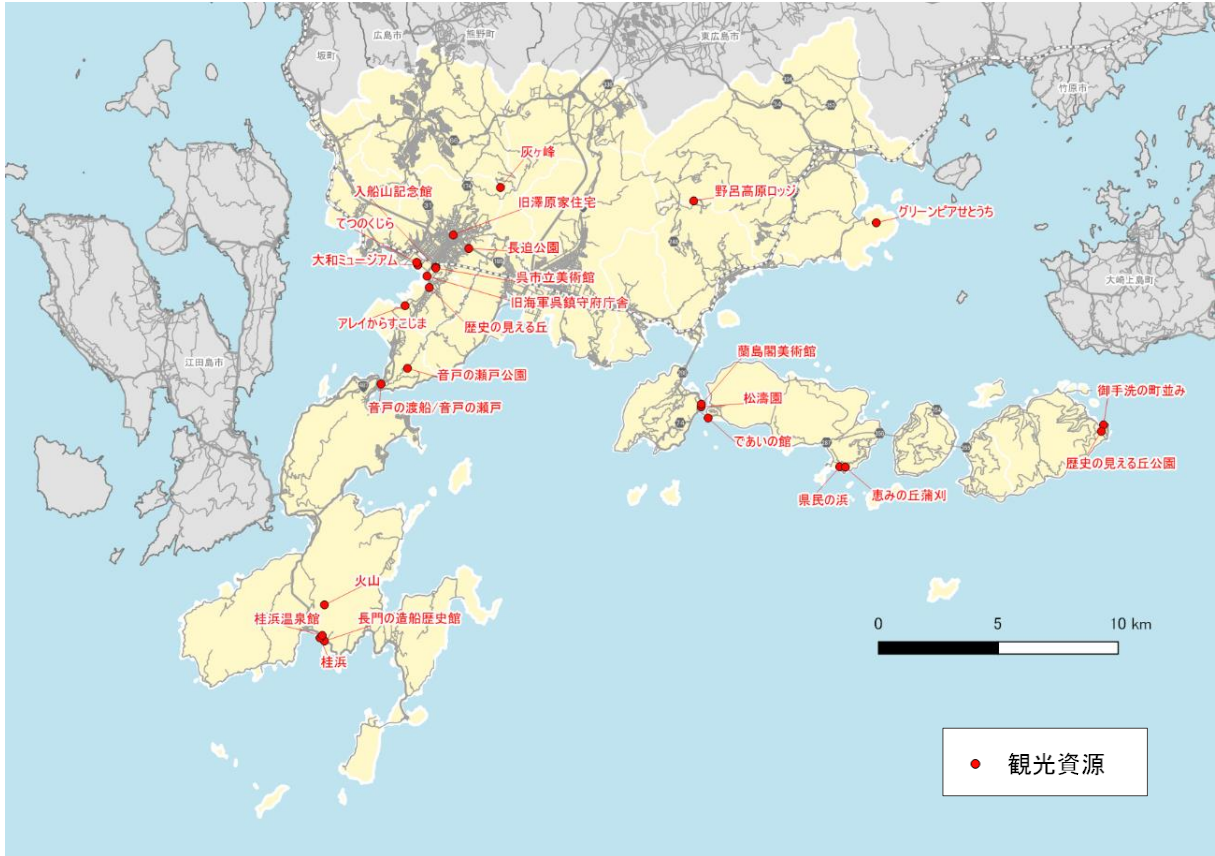 広島市
熊野町
東広島市
坂町
竹原市
灰ヶ峰
入船山記念館
旧澤原家住宅
野呂高原ロッジ
グリーンピアせとうち
てつのくじら
長迫公園
大和ミュージアム
呉市立美術館
旧海軍呉鎮守府庁舎
大崎上島町
アレイからすこじま
歴史の見える丘
江田島市
音戸の瀬戸公園
蘭島閣美術館
音戸の渡船/音戸の瀬戸
松濤園
御手洗の町並み
であいの館
歴史の見える丘公園
県民の浜
恵みの丘蒲刈
火山
桂浜温泉館
長門の造船歴史館
桂浜
0 5 10 km
観光資源